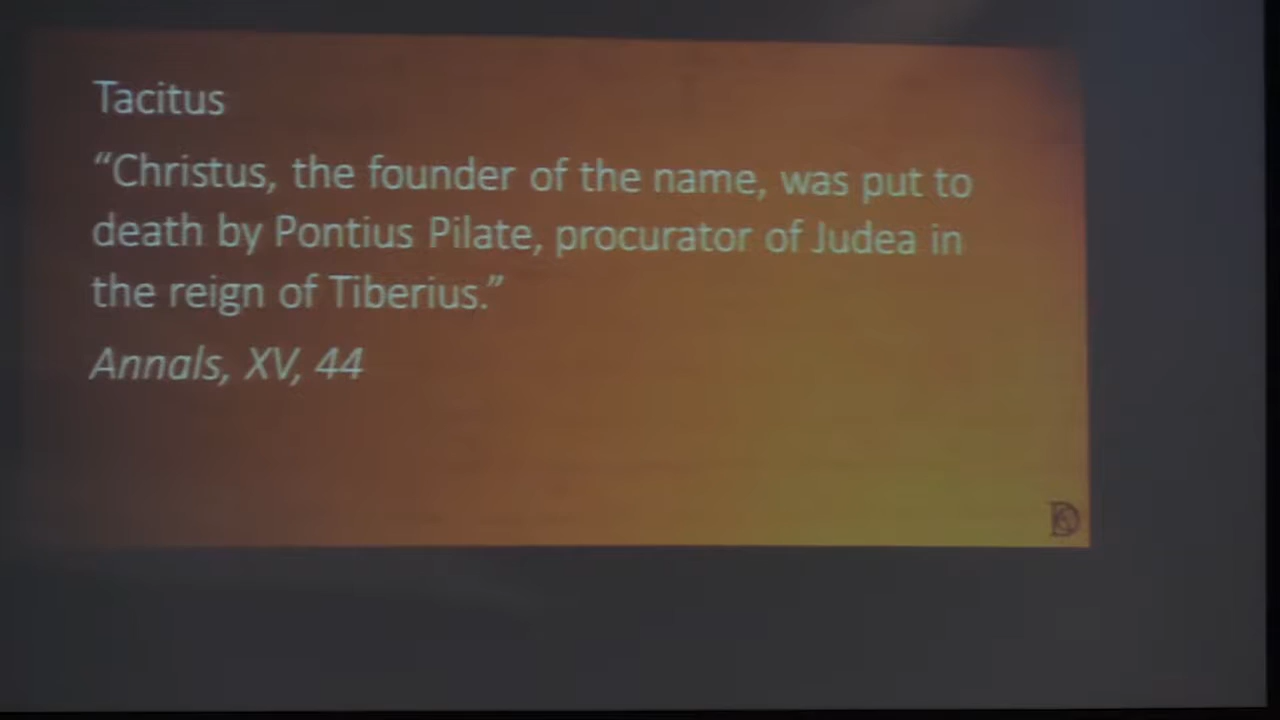 Tacitus
“Christus, the founder of the name, was put to
death by Pontius Pilate, procurator of Judea in
the reign of Tiberius.”
Annals, XV, 44